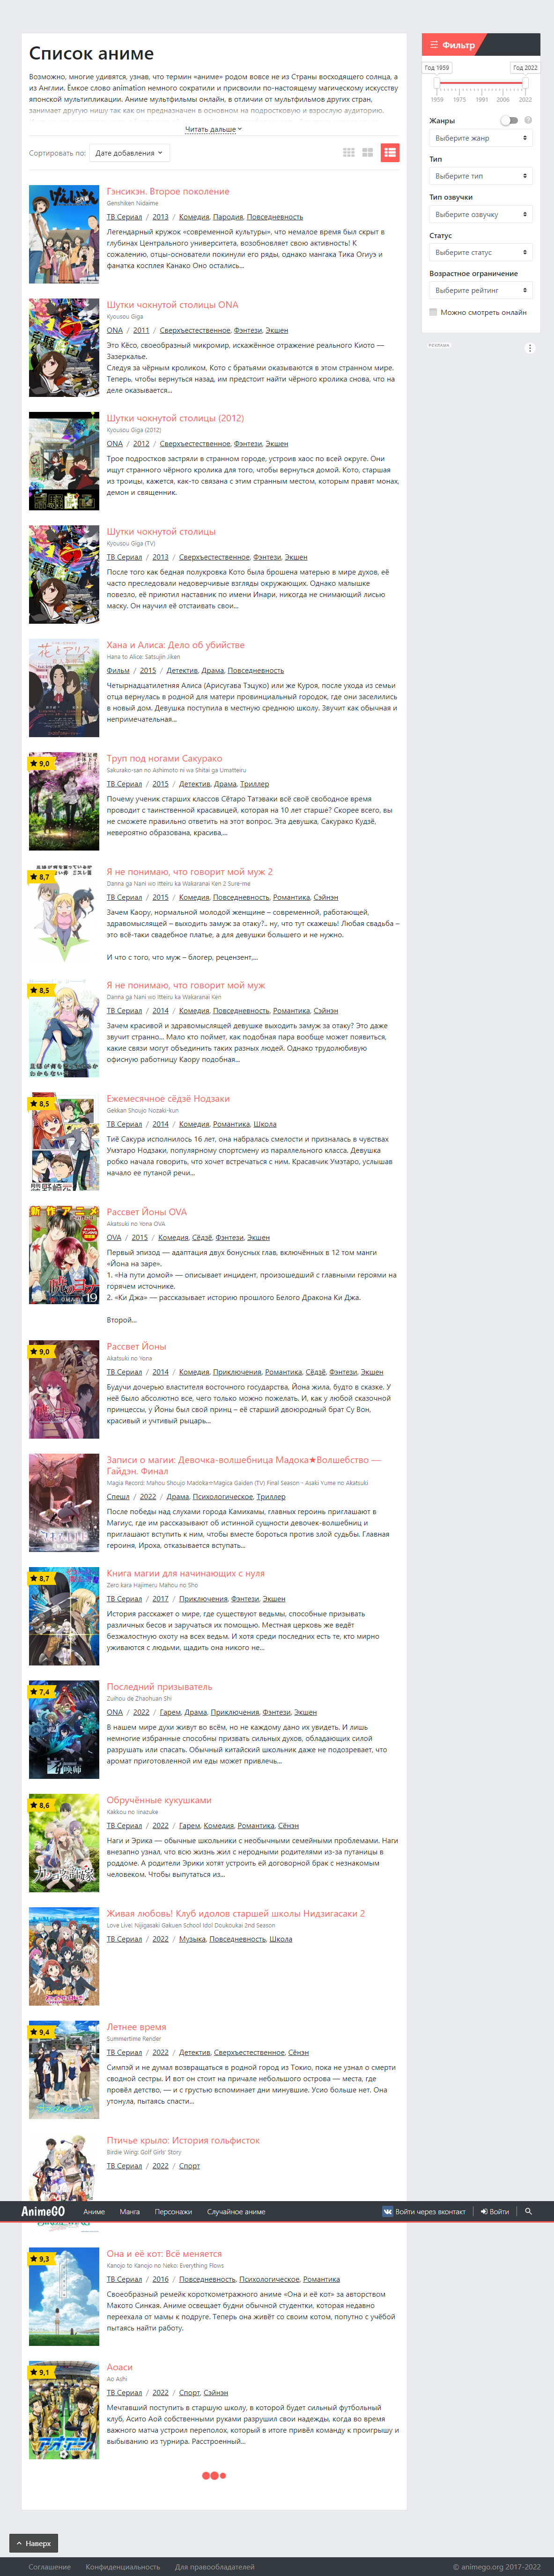 Список аниме
Возможно, многие удивятся, узнав, что термин «аниме» родом вовсе не из Страны восходящего солнца, а
из Англии. Ёмкое слово animation немного сократили и присвоили по-настоящему магическому искусству
японской мультипликации. Аниме мультфильмы онлайн, в отличии от мультфильмов других стран,
занимает другую нишу так как он предназначен в основном на подростковую и взрослую аудиторию.
Читать дальше
Сортировать по: Дате добавления
Гэнсикэн. Второе поколение
Genshiken Nidaime
ТВ Сериал / 2013 / Комедия, Пародия, Повседневность
Легендарный кружок «современной культуры», что немалое время был скрыт в
глубинах Центрального университета, возобновляет свою активность! К
сожалению, отцы-основатели покинули его ряды, однако мангака Тика Огиуэ и
фанатка косплея Канако Оно остались...
Шутки чокнутой столицы ONA
Kyousou Giga
ONA / 2011 / Сверхъестественное, Фэнтези, Экшен
Это Кёсо, своеобразный микромир, искажённое отражение реального Киото —
Зазеркалье.
Следуя за чёрным кроликом, Кото с братьями оказываются в этом странном мире.
Теперь, чтобы вернуться назад, им предстоит найти чёрного кролика снова, что на
деле оказывается...
Шутки чокнутой столицы (2012)
Kyousou Giga (2012)
ONA / 2012 / Сверхъестественное, Фэнтези, Экшен
Трое подростков застряли в странном городе, устроив хаос по всей округе. Они
ищут странного чёрного кролика для того, чтобы вернуться домой. Кото, старшая
из троицы, кажется, как-то связана с этим странным местом, которым правят монах,
демон и священник.
Шутки чокнутой столицы
Kyousou Giga (TV)
ТВ Сериал / 2013 / Сверхъестественное, Фэнтези, Экшен
После того как бедная полукровка Кото была брошена матерью в мире духов, её
часто преследовали недоверчивые взгляды окружающих. Однако малышке
повезло, её приютил наставник по имени Инари, никогда не снимающий лисью
маску. Он научил её отстаивать свои...
Хана и Алиса: Дело об убийстве
Hana to Alice: Satsujin Jiken
Фильм / 2015 / Детектив, Драма, Повседневность
Четырнадцатилетняя Алиса (Арисугава Тэцуко) или же Куроя, после ухода из семьи
отца вернулась в родной для матери провинциальный городок, где они заселились
в новый дом. Девушка поступила в местную среднюю школу. Звучит как обычная и
непримечательная...
9,0
Труп под ногами Сакурако
Sakurako-san no Ashimoto ni wa Shitai ga Umatteiru
ТВ Сериал / 2015 / Детектив, Драма, Триллер
Почему ученик старших классов Сётаро Татэваки всё своё свободное время
проводит с таинственной красавицей, которая на 10 лет старше? Скорее всего, вы
не сможете правильно ответить на этот вопрос. Эта девушка, Сакурако Кудзё,
невероятно образована, красива,...
8,7
Я не понимаю, что говорит мой муж 2
Danna ga Nani wo Itteiru ka Wakaranai Ken 2 Sure-me
ТВ Сериал / 2015 / Комедия, Повседневность, Романтика, Сэйнэн
Зачем Каору, нормальной молодой женщине – современной, работающей,
здравомыслящей – выходить замуж за отаку?.. ну, что тут скажешь! Любая свадьба –
это всё-таки свадебное платье, а для девушки большего и не нужно.
И что с того, что муж – блогер, рецензент,...
8,5
Я не понимаю, что говорит мой муж
Danna ga Nani wo Itteiru ka Wakaranai Ken
ТВ Сериал / 2014 / Комедия, Повседневность, Романтика, Сэйнэн
Зачем красивой и здравомыслящей девушке выходить замуж за отаку? Это даже
звучит странно... Мало кто поймет, как подобная пара вообще может появиться,
какие связи могут объединить таких разных людей. Однако трудолюбивую
офисную работницу Каору подобная...
8,5
Ежемесячное сёдзё Нодзаки
Gekkan Shoujo Nozaki-kun
ТВ Сериал / 2014 / Комедия, Романтика, Школа
Тиё Сакура исполнилось 16 лет, она набралась смелости и призналась в чувствах
Умэтаро Нодзаки, популярному спортсмену из параллельного класса. Девушка
робко начала говорить, что хочет встречаться с ним. Красавчик Умэтаро, услышав
начало ее путаной речи...
Рассвет Йоны OVA
Akatsuki no Yona OVA
OVA / 2015 / Комедия, Сёдзё, Фэнтези, Экшен
Первый эпизод — адаптация двух бонусных глав, включённых в 12 том манги
«Йона на заре».
1. «На пути домой» — описывает инцидент, произошедший с главными героями на
горячем источнике.
2. «Ки Джа» — рассказывает историю прошлого Белого Дракона Ки Джа.
Второй...
9,0
Рассвет Йоны
Akatsuki no Yona
ТВ Сериал / 2014 / Комедия, Приключения, Романтика, Сёдзё, Фэнтези, Экшен
Будучи дочерью властителя восточного государства, Йона жила, будто в сказке. У
неё было абсолютно все, чего только можно пожелать. И, как у любой сказочной
принцессы, у Йоны был свой принц – её старший двоюродный брат Су Вон,
красивый и учтивый рыцарь...
Записи о магии: Девочка-волшебница Мадока★Волшебство —
Гайдэн. Финал
Magia Record: Mahou Shoujo Madoka☆Magica Gaiden (TV) Final Season - Asaki Yume no Akatsuki
Спешл / 2022 / Драма, Психологическое, Триллер
После победы над слухами города Камихамы, главных героинь приглашают в
Магиус, где им рассказывают об истинной сущности девочек-волшебниц и
приглашают вступить к ним, чтобы вместе бороться против злой судьбы. Главная
героиня, Ироха, отказывается вступать...
8,7
Книга магии для начинающих с нуля
Zero kara Hajimeru Mahou no Sho
ТВ Сериал / 2017 / Приключения, Фэнтези, Экшен
История расскажет о мире, где существуют ведьмы, способные призывать
различных бесов и заручаться их помощью. Местная церковь же ведёт
безжалостную охоту на всех ведьм. И хотя среди последних есть те, кто мирно
уживаются с людьми, щадить она никого не...
7,4
Последний призыватель
Zuihou de Zhaohuan Shi
ONA / 2022 / Гарем, Драма, Приключения, Фэнтези, Экшен
В нашем мире духи живут во всём, но не каждому дано их увидеть. И лишь
немногие избранные способны призвать сильных духов, обладающих силой
разрушать или спасать. Обычный китайский школьник даже не подозревает, что
аромат приготовленной им еды может привлечь...
8,6
Обручённые кукушками
Kakkou no Iinazuke
ТВ Сериал / 2022 / Гарем, Комедия, Романтика, Сёнэн
Наги и Эрика — обычные школьники с необычными семейными проблемами. Наги
внезапно узнал, что всю жизнь жил с неродными родителями из-за путаницы в
роддоме. А родители Эрики хотят устроить ей договорной брак с незнакомым
человеком. Чтобы выпутаться из...
Живая любовь! Клуб идолов старшей школы Нидзигасаки 2
Love Live! Nijigasaki Gakuen School Idol Doukoukai 2nd Season
ТВ Сериал / 2022 / Музыка, Повседневность, Школа
9,4
Летнее время
Summertime Render
ТВ Сериал / 2022 / Детектив, Сверхъестественное, Сёнэн
Симпэй и не думал возвращаться в родной город из Токио, пока не узнал о смерти
сводной сестры. И вот он стоит на причале небольшого острова — места, где
провёл детство, — и с грустью вспоминает дни минувшие. Усио больше нет. Она
утонула, пытаясь спасти...
Птичье крыло: История гольфисток
Birdie Wing: Golf Girls' Story
ТВ Сериал / 2022 / Спорт
AnimeGO Аниме Манга Персонажи Случайное аниме Войти через вконтакт Войти
9,3
Она и её кот: Всё меняется
Kanojo to Kanojo no Neko: Everything Flows
ТВ Сериал / 2016 / Повседневность, Психологическое, Романтика
Своеобразный ремейк короткометражного аниме «Она и её кот» за авторством
Макото Синкая. Аниме освещает будни обычной студентки, которая недавно
переехала от мамы к подруге. Теперь она живёт со своим котом, попутно с учёбой
пытаясь найти работу.
9,1
Аоаси
Ao Ashi
ТВ Сериал / 2022 / Спорт, Сэйнэн
Мечтавший поступить в старшую школу, в которой будет сильный футбольный
клуб, Асито Аой собственными руками разрушил свои надежды, когда во время
важного матча устроил переполох, который в итоге привёл команду к проигрышу и
выбыванию из турнира. Расстроенный...
Фильтр
Год 1959 Год 2022
1959 1975 1991 2006 2022
Жанры
Выберите жанр
Тип
Выберите тип
Тип озвучки
Выберите озвучку
Статус
Выберите статус
Возрастное ограничение
Выберите рейтинг
Можно смотреть онлайн
РЕКЛАМА
Наверх
Соглашение Конфиденциальность Для правообладателей © animego.org 2017-2022